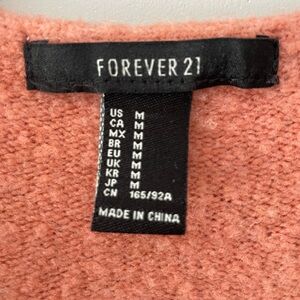 FOREVER 21
US M
CA M
MX M
BR M
EU M
UK M
KR M
JP M
CN 165/92A
MADE IN CHINA